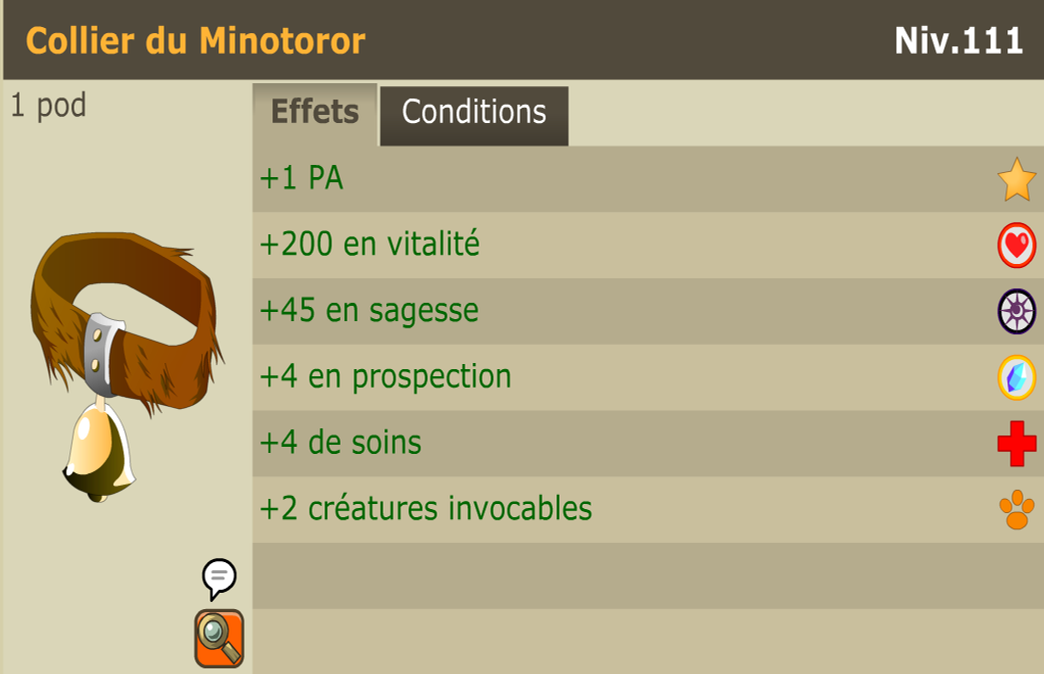 Collier du Minotoror
Niv.111
1 pod
Effets
Conditions
+1 PA
+200 en vitalité
+45 en sagesse
+4 en prospection
+4 de soins
+2 créatures invocables